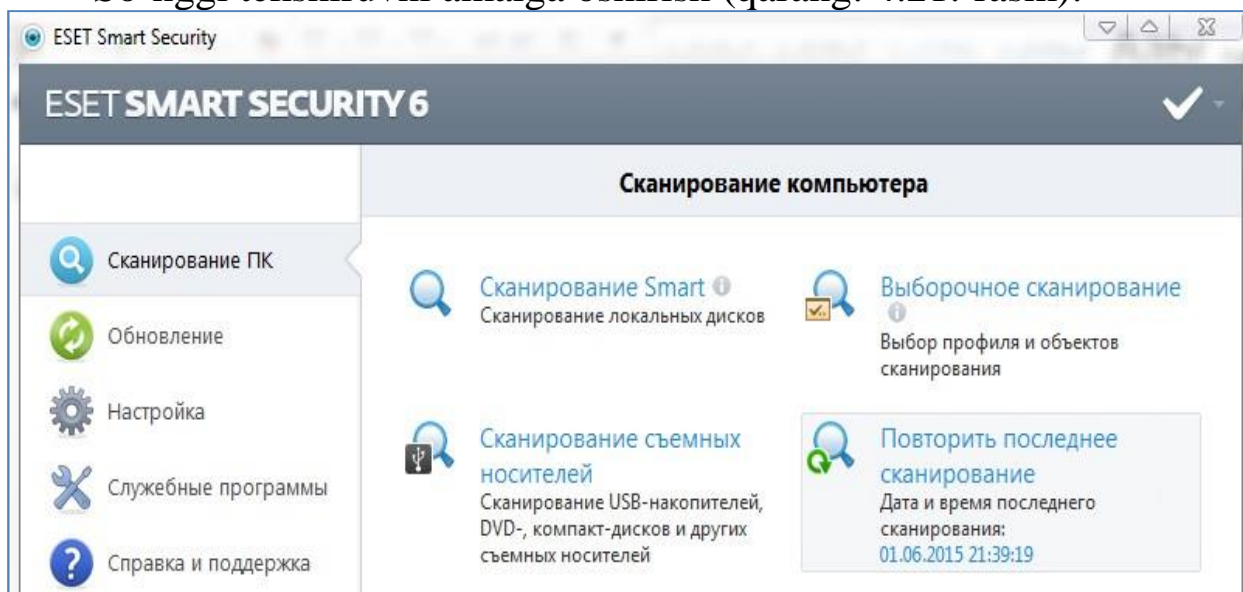 ESET Smart Security
ESET SMART SECURITY 6
Сканирование компьютера
Сканирование ПК
Обновление
Настройка
Служебные программы
Справка и поддержка
Сканирование Smart
Сканирование локальных дисков
Выборочное сканирование
Выбор профиля и объектов
сканирования
Сканирование съемных
носителей
Сканирование USB-накопителей,
DVD-, компакт-дисков и других
съемных носителей
Повторить последнее
сканирование
Дата и время последнего
сканирования:
01.06.2015 21:39:19